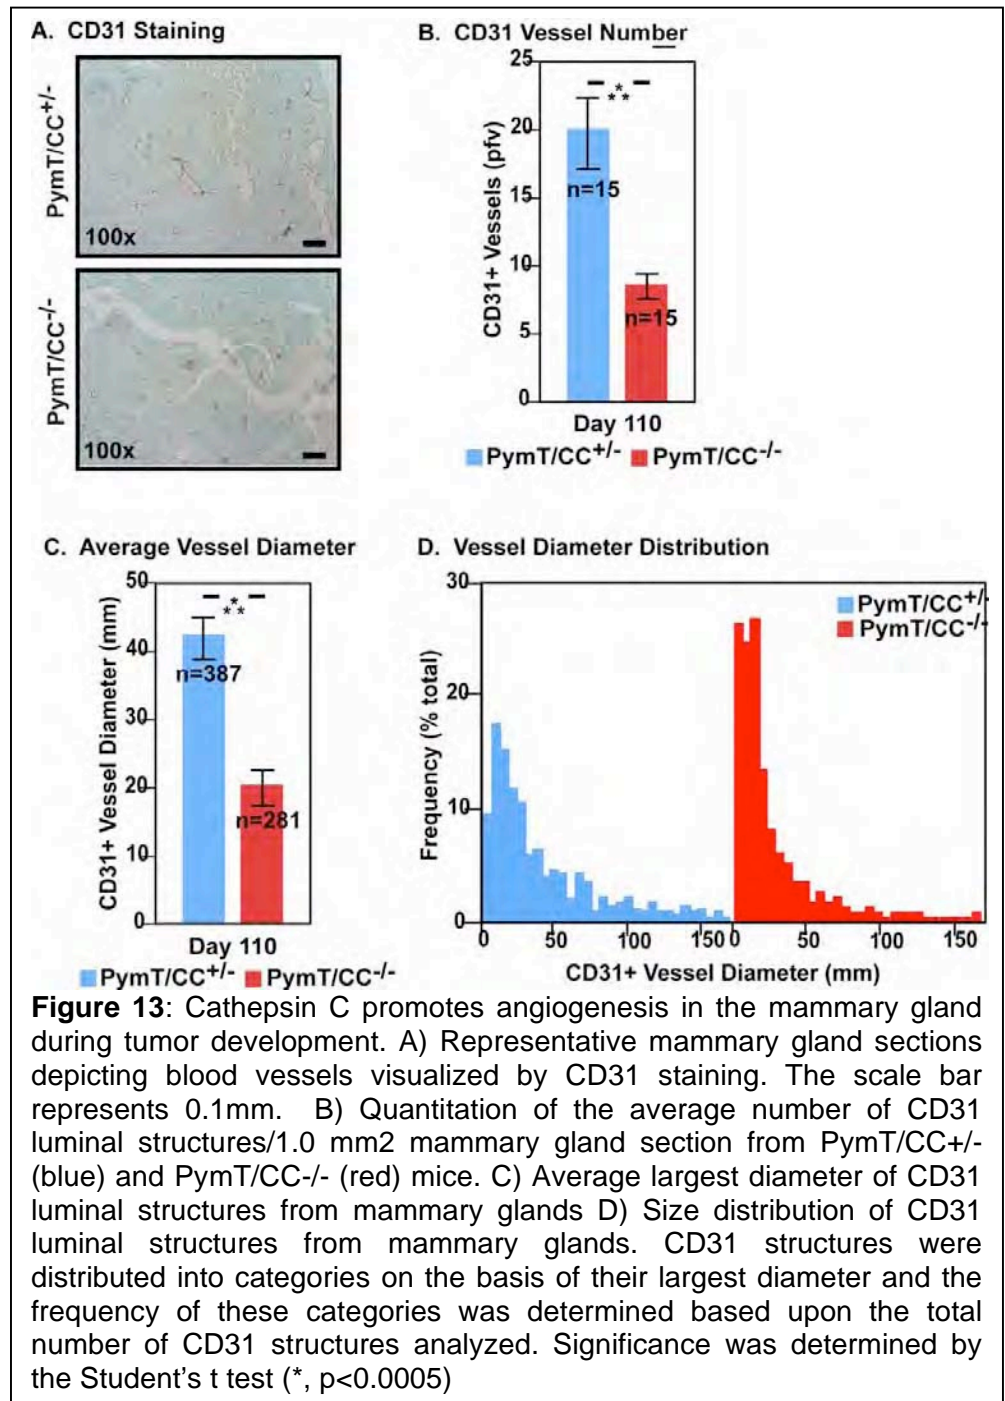 A. CD31 Staining
PymT/CC+/-
100x
PymT/CC-/-
100x
B. CD31 Vessel Number
CD31+ Vessels (pfv)
25
20
15
10
5
0
*
**
n=15
n=15
Day 110
PymT/CC+/- PymT/CC-/-
C. Average Vessel Diameter
CD31+ Vessel Diameter (mm)
50
40
30
20
10
0
*
**
n=387
n=281
Day 110
PymT/CC+/- PymT/CC-/-
D. Vessel Diameter Distribution
Frequency (% total)
30
20
10
0
PymT/CC+/-
PymT/CC-/-
0 50 100 150 0 50 100 150
CD31+ Vessel Diameter (mm)
Figure 13: Cathepsin C promotes angiogenesis in the mammary gland
during tumor development. A) Representative mammary gland sections
depicting blood vessels visualized by CD31 staining. The scale bar
represents 0.1mm. B) Quantitation of the average number of CD31
luminal structures/1.0 mm2 mammary gland section from PymT/CC+/-
(blue) and PymT/CC-/- (red) mice. C) Average largest diameter of CD31
luminal structures from mammary glands D) Size distribution of CD31
luminal structures from mammary glands. CD31 structures were
distributed into categories on the basis of their largest diameter and the
frequency of these categories was determined based upon the total
number of CD31 structures analyzed. Significance was determined by
the Student's t test (*, p<0.0005)